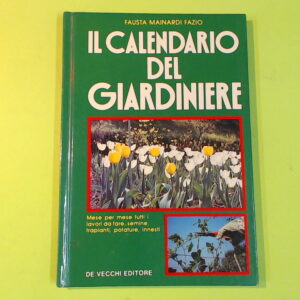 FAUSTA MAINARDI FAZIO
IL CALENDARIO
DEL
GIARDINIERE
Mese per mese tutti i
lavori da fare, semine,
trapianti, potature, innesti
DE VECCHI EDITORE